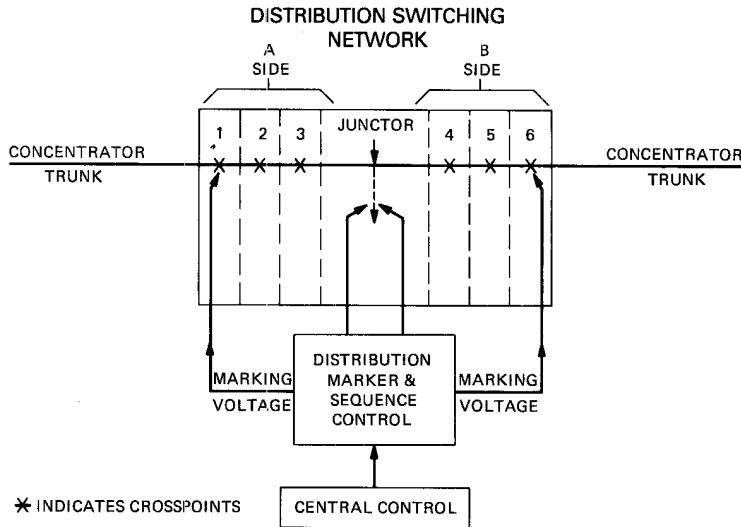 DISTRIBUTION SWITCHING
NETWORK
A
SIDE
B
SIDE
1 2 3 JUNCTOR 4 5 6
CONCENTRATOR
TRUNK
CONCENTRATOR
TRUNK
MARKING
VOLTAGE
DISTRIBUTION
MARKER &
SEQUENCE
CONTROL
MARKING
VOLTAGE
INDICATES CROSSPOINTS
CENTRAL CONTROL